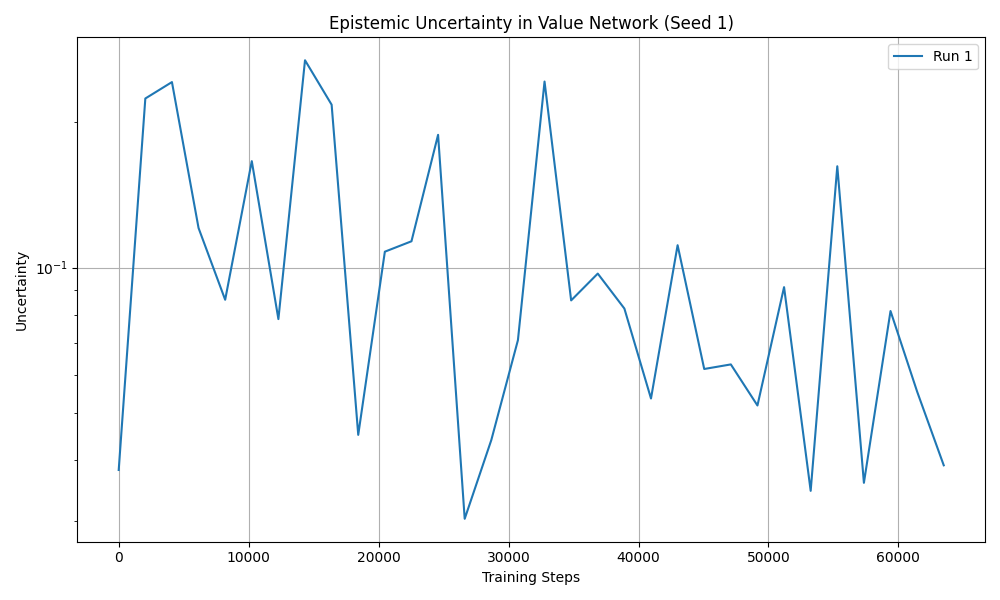 Epistemic Uncertainty in Value Network (Seed 1)
Run 1
Uncertainty
10⁻¹
0 10000 20000 30000 40000 50000 60000
Training Steps